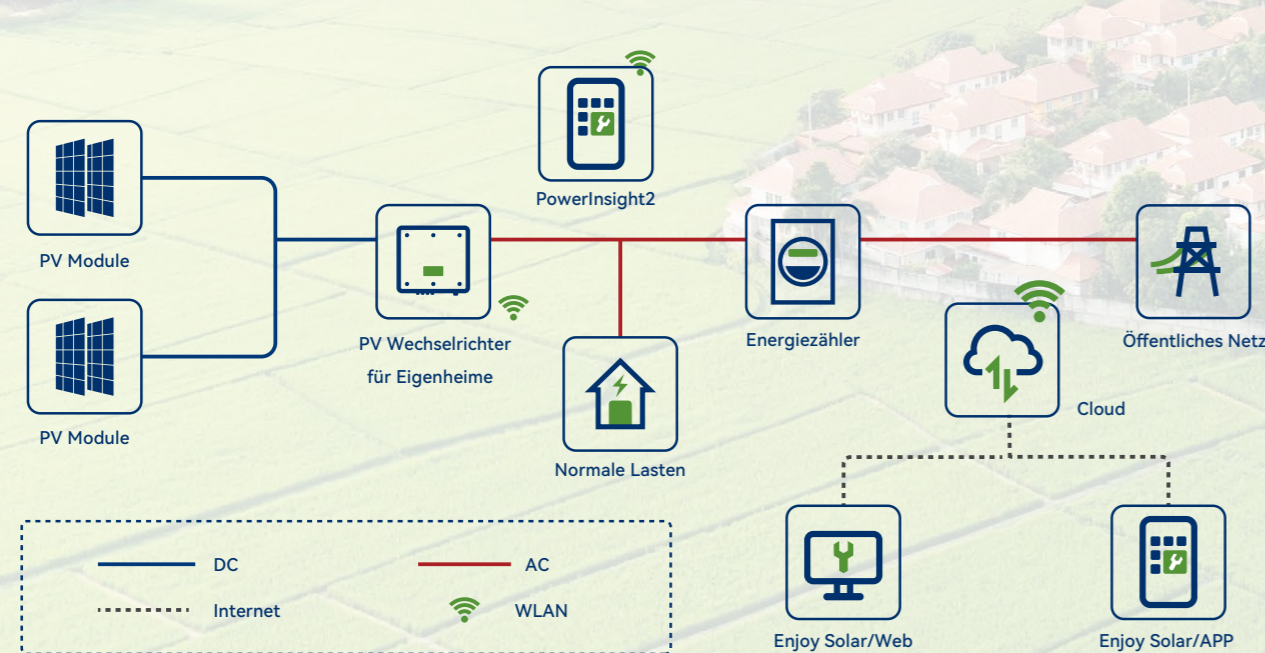 PowerInsight2
PV Module
PV Wechselrichter
für Eigenheime
Energiezähler
Öffentliches Netz
Cloud
PV Module
Normale Lasten
DC
AC
Internet
WLAN
Enjoy Solar/Web
Enjoy Solar/APP